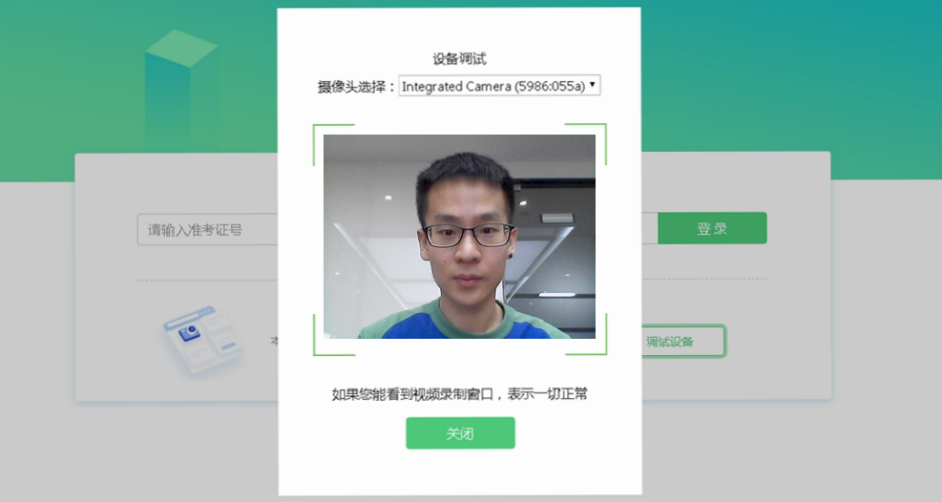 设备调试
摄像头选择：Integrated Camera (5986:055a)
请输入准考证号
登 录
调试设备
如果您能看到视频录制窗口，表示一切正常
关闭